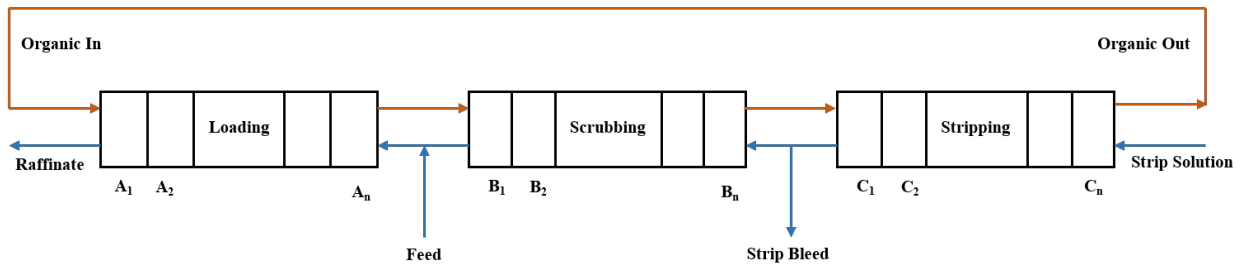 Organic In
Organic Out
Loading
Scrubbing
Stripping
Raffinate
Strip Solution
A1 A2 An B1 B2 Bn C1 C2 Cn
Feed
Strip Bleed